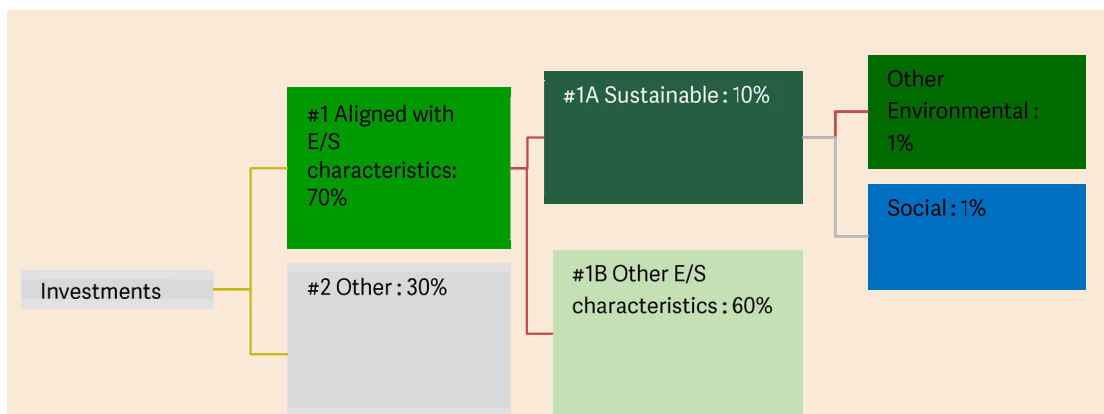 Investments
#1 Aligned with
E/S
characteristics:
70%
#2 Other : 30%
#1A Sustainable : 10%
#1B Other E/S
characteristics : 60%
Other
Environmental :
1%
Social : 1%